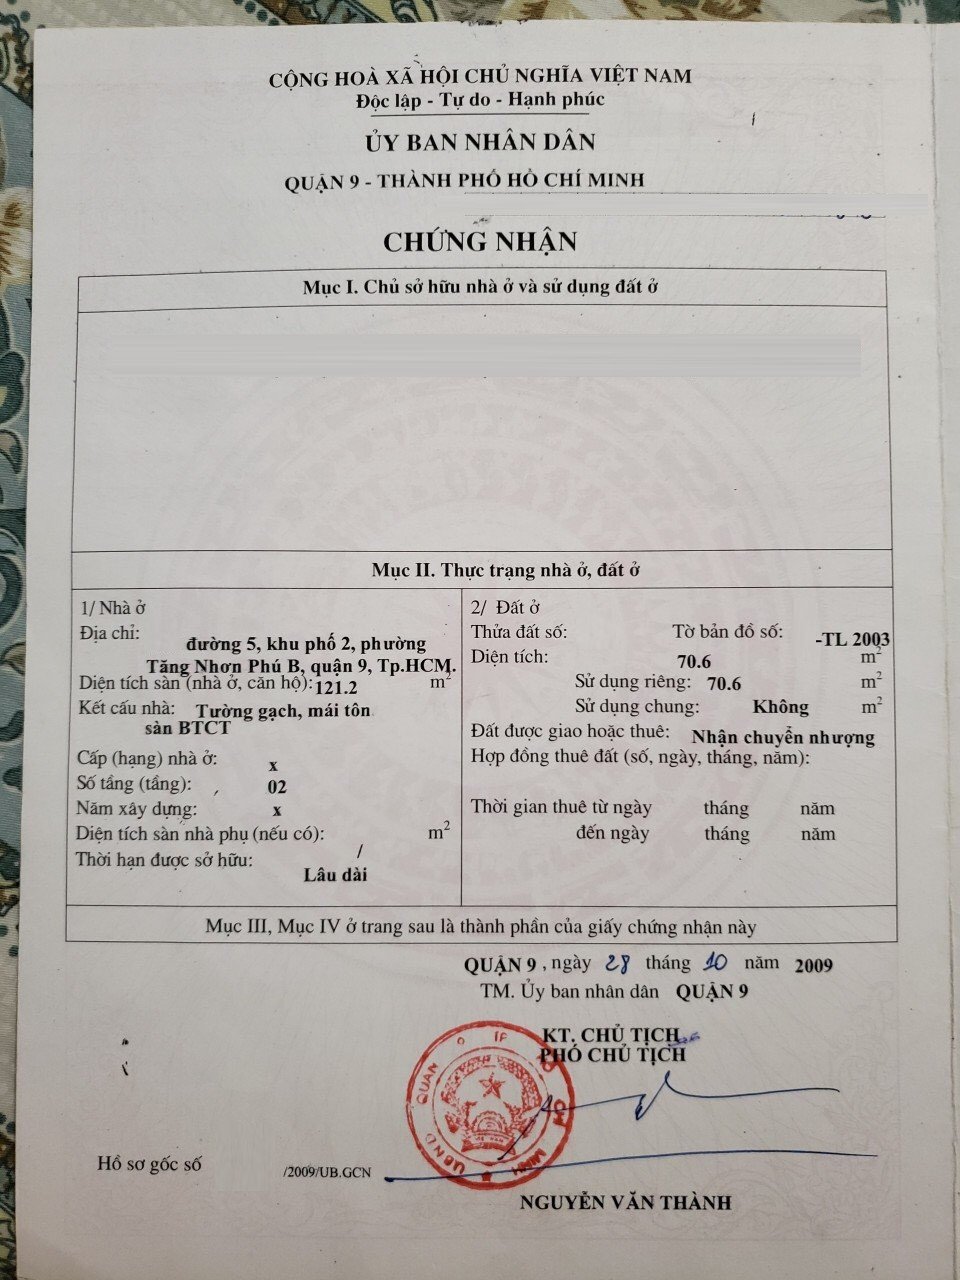 CỘNG HOÀ XÃ HỘI CHỦ NGHĨA VIỆT NAM
Độc lập - Tự do - Hạnh phúc
ỦY BAN NHÂN DÂN
QUẬN 9 - THÀNH PHỐ HỒ CHÍ MINH
CHỨNG NHẬN
Mục I. Chủ sở hữu nhà ở và sử dụng đất ở
Mục II. Thực trạng nhà ở, đất ở
1/ Nhà ở
Địa chỉ: đường 5, khu phố 2, phường
Tăng Nhơn Phú B, quận 9, Tp.HCM.
Diện tích sàn (nhà ở, căn hộ): 121.2 m²
Kết cấu nhà: Tường gạch, mái tôn
sàn BTCT
Cấp (hạng) nhà ở: x
Số tầng (tầng): 02
Năm xây dựng: x
Diện tích sàn nhà phụ (nếu có): m²
/
Thời hạn được sở hữu: Lâu dài
2/ Đất ở
Thửa đất số: Tờ bản đồ số: -TL 2003
Diện tích: 70.6 m²
Sử dụng riêng: 70.6 m²
Sử dụng chung: Không m²
Đất được giao hoặc thuê: Nhận chuyển nhượng
Hợp đồng thuê đất (số, ngày, tháng, năm):
Thời gian thuê từ ngày tháng năm
đến ngày tháng năm
Mục III, Mục IV ở trang sau là thành phần của giấy chứng nhận này
QUẬN 9, ngày 28 tháng 10 năm 2009
TM. Ủy ban nhân dân QUẬN 9
KT. CHỦ TỊCH
PHÓ CHỦ TỊCH
UBND QUẬN 9 TP HỒ CHÍ MINH
Hồ sơ gốc số /2009/UB.GCN
NGUYỄN VĂN THÀNH